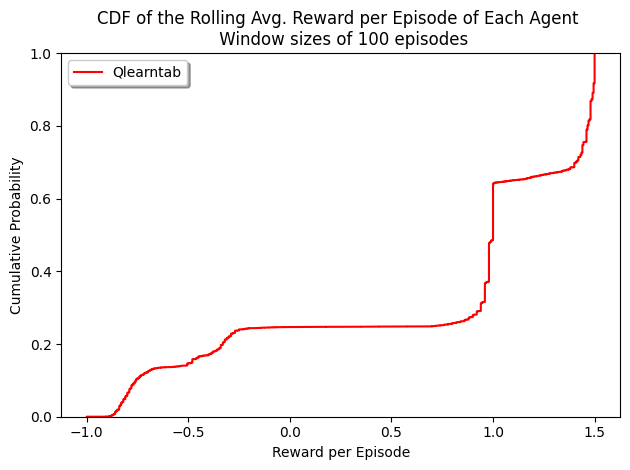 CDF of the Rolling Avg. Reward per Episode of Each Agent
Window sizes of 100 episodes
Qlearntab
1.0
0.8
0.6
0.4
0.2
0.0
Cumulative Probability
−1.0
−0.5
0.0
0.5
1.0
1.5
Reward per Episode